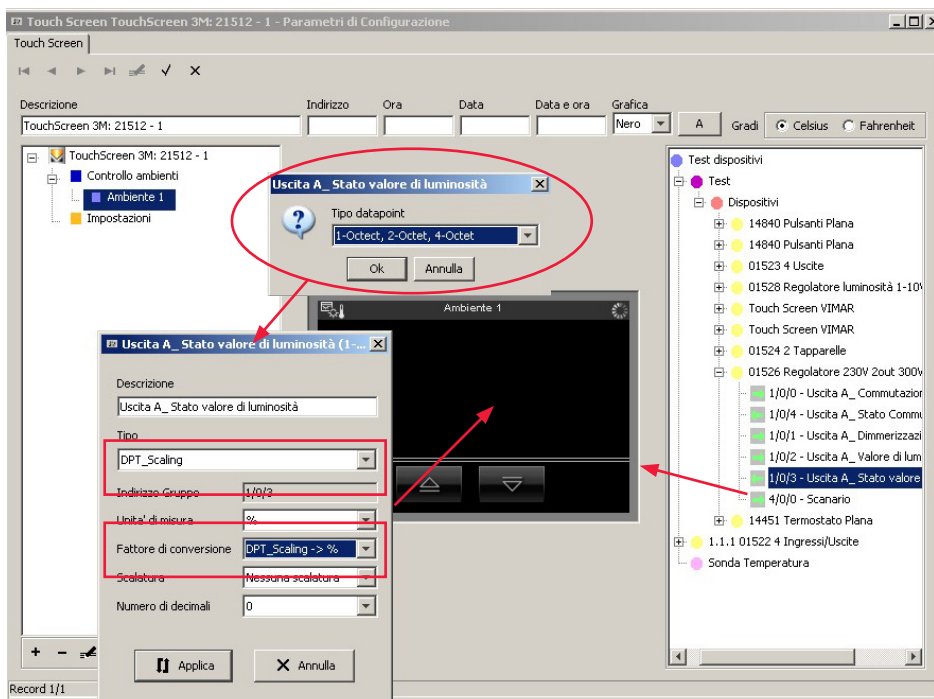 Touch Screen TouchScreen 3M: 21512 - 1 - Parametri di Configurazione
Touch Screen
Descrizione Indirizzo Ora Data Data e ora Grafica
TouchScreen 3M: 21512 - 1 Nero A Gradi Celsius Fahrenheit
TouchScreen 3M: 21512 - 1
Controllo ambienti
Ambiente 1
Impostazioni
Uscita A_ Stato valore di luminosità
Tipo datapoint
1-Octect, 2-Octet, 4-Octet
Ok Annulla
Ambiente 1
Uscita A_ Stato valore di luminosità (1-...
Descrizione
Uscita A_ Stato valore di luminosità
Tipo
DPT_Scaling
Indirizzo Gruppo 1/0/3
Unita' di misura %
Fattore di conversione DPT_Scaling -> %
Scalatura Nessuna scalatura
Numero di decimali 0
Applica Annulla
Test dispositivi
Test
Dispositivi
14840 Pulsanti Plana
14840 Pulsanti Plana
01523 4 Uscite
01528 Regolatore luminosità 1-10V
Touch Screen VIMAR
Touch Screen VIMAR
01524 2 Tapparelle
01526 Regolatore 230V 2out 300V
1/0/0 - Uscita A_ Commutazior
1/0/4 - Uscita A_ Stato Commu
1/0/1 - Uscita A_ Dimmerizzazi
1/0/2 - Uscita A_ Valore di lum
1/0/3 - Uscita A_ Stato valore
4/0/0 - Scanario
14451 Termostato Plana
1.1.1 01522 4 Ingressi/Uscite
Sonda Temperatura
Record 1/1